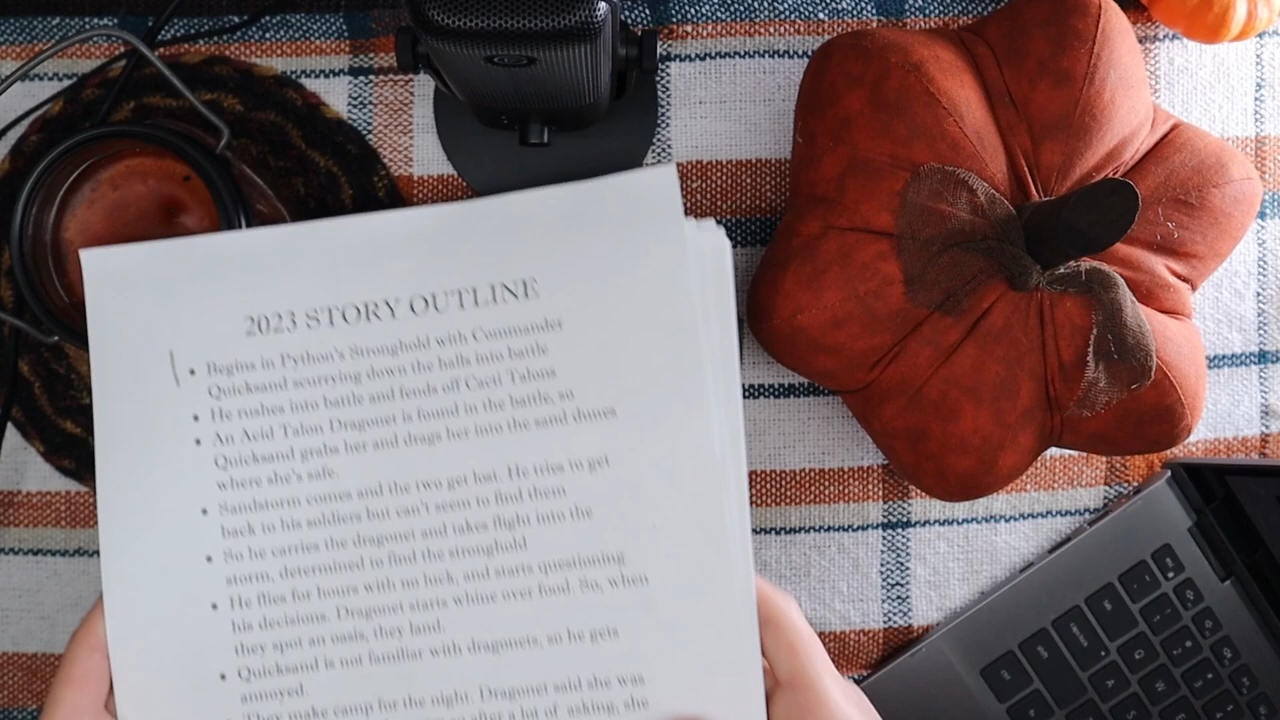 2023 STORY OUTLINE
• Begins in Python's Stronghold with Commander
Quicksand scurrying down the halls into battle
• He rushes into battle and fends off Cacti Talons
• An Acid Talon Dragonet is found in the battle, so
Quicksand grabs her and drags her into the sand dunes
where she's safe.
• Sandstorm comes and the two get lost. He tries to get
back to his soldiers but can't seem to find them
• So he carries the dragonet and takes flight into the
storm, determined to find the stronghold
• He flies for hours with no luck, and starts questioning
his decisions. Dragonet starts whine over food. So, when
they spot an oasis, they land.
• Quicksand is not familiar with dragonets, so he gets
annoyed.
• They make camp for the night. Dragonet said she was
after a lot of asking, she